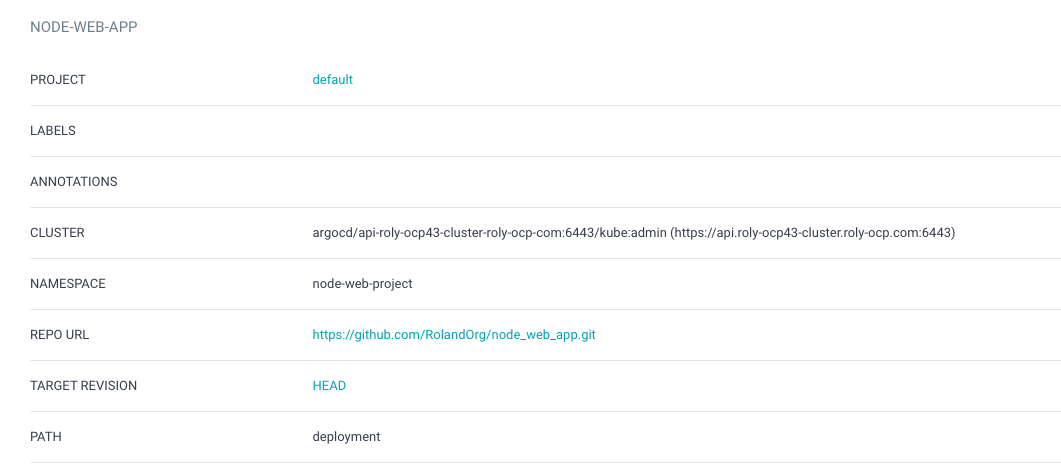 NODE-WEB-APP
PROJECT default
LABELS
ANNOTATIONS
CLUSTER argocd/api-roly-ocp43-cluster-roly-ocp-com:6443/kube:admin (https://api.roly-ocp43-cluster.roly-ocp.com:6443)
NAMESPACE node-web-project
REPO URL https://github.com/RolandOrg/node_web_app.git
TARGET REVISION HEAD
PATH deployment